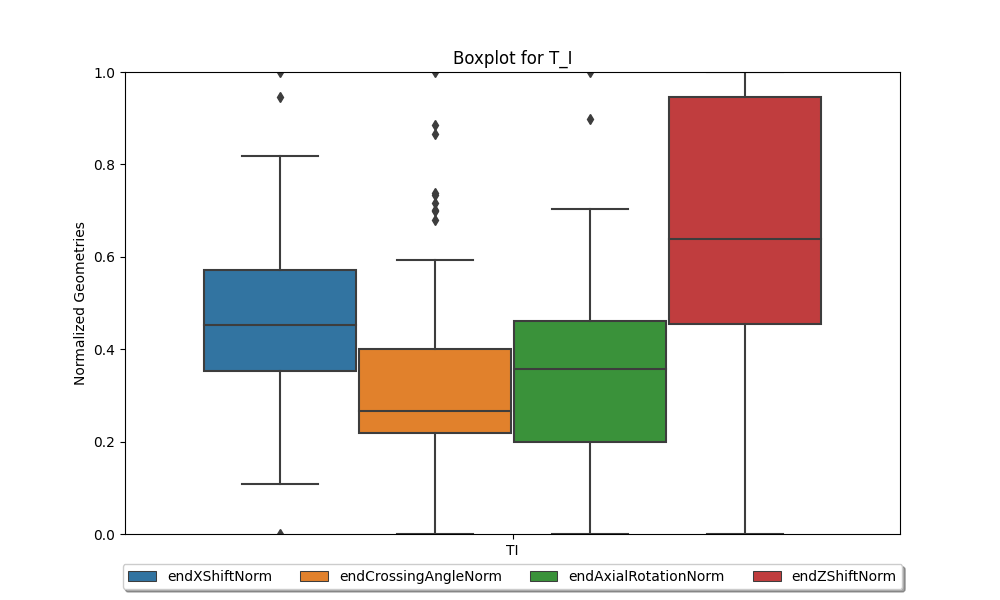 Boxplot for T_I
1.0
0.8
0.6
0.4
0.2
0.0
Normalized Geometries
TI
endXShiftNorm endCrossingAngleNorm endAxialRotationNorm endZShiftNorm